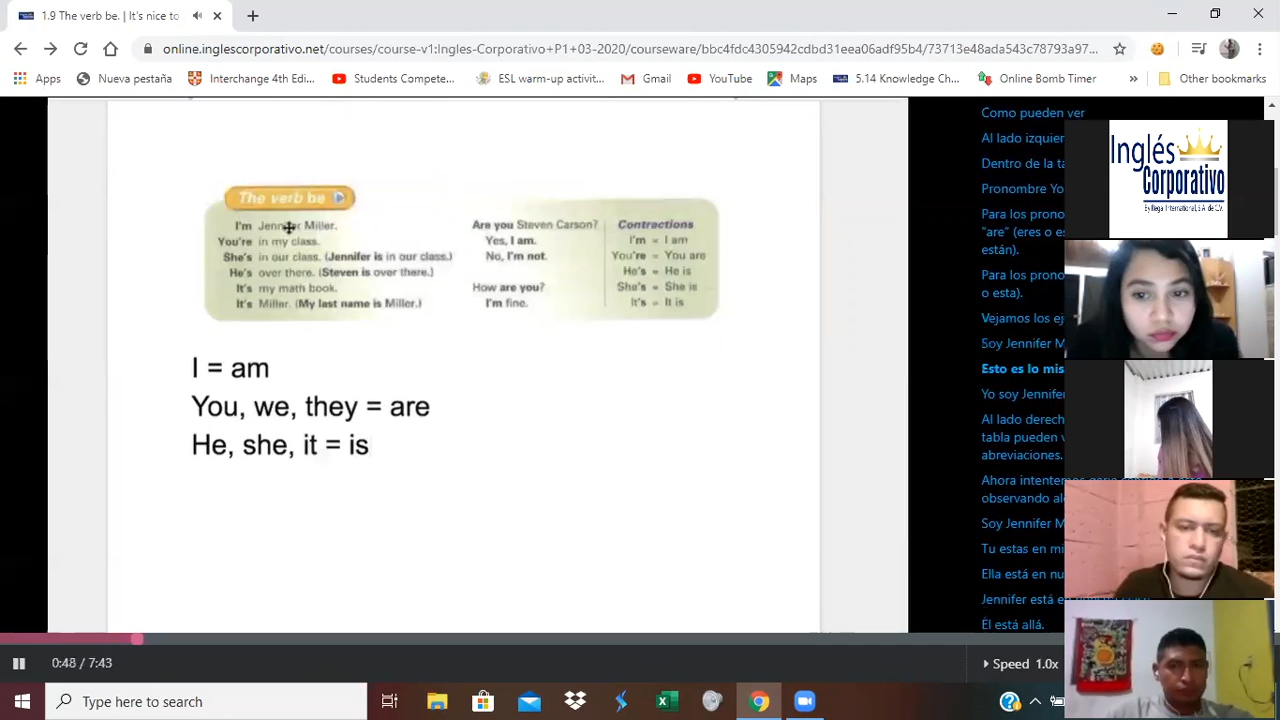 1.9 The verb be. | It's nice to
online.inglescorporativo.net/courses/course-v1:Ingles-Corporativo+P1+03-2020/courseware/bbc4fdc4305942cdbd31eea06adf95b4/73713e48ada543c78793a97...
Apps
Nueva pestaña
Interchange 4th Edi...
Students Compete...
ESL warm-up activit...
Gmail
YouTube
Maps
5.14 Knowledge Ch...
Online Bomb Timer
»
Other bookmarks
The verb be
I'm Jennifer Miller.
You're in my class.
She's in our class. (Jennifer is in our class.)
He's over there. (Steven is over there.)
It's my math book.
It's Miller. (My last name is Miller.)
Are you Steven Carson?
Yes, I am.
No, I'm not.
How are you?
I'm fine.
Contractions
I'm = I am
You're = You are
He's = He is
She's = She is
It's = It is
I = am
You, we, they = are
He, she, it = is
Como pueden ver
Al lado izquier
Dentro de la ta
Pronombre Yo
Para los prono
"are" (eres o es
están).
Para los prono
o esta).
Vejamos los ej
Soy Jennifer M
Esto es lo mis
Yo soy Jennifer
Al lado derech
tabla pueden v
abreviaciones.
Ahora intentem
observando al
Soy Jennifer M
Tu estas en mi
Ella está en nu
Jennifer está e
Él está allá.
Inglés
Corporativo
By Ilega International, S.A. de C.V.
0:48 / 7:43
Speed 1.0x
Type here to search